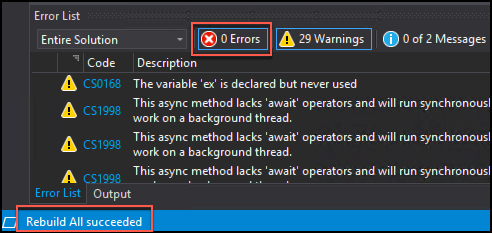 Error List
Entire Solution
0 Errors
29 Warnings
0 of 2 Messages
Code Description
CS0168 The variable 'ex' is declared but never used
CS1998 This async method lacks 'await' operators and will run synchronousl
work on a background thread.
CS1998 This async method lacks 'await' operators and will run synchronousl
work on a background thread.
CS1998 This async method lacks 'await' operators and will run synchronousl
Error List Output
Rebuild All succeeded